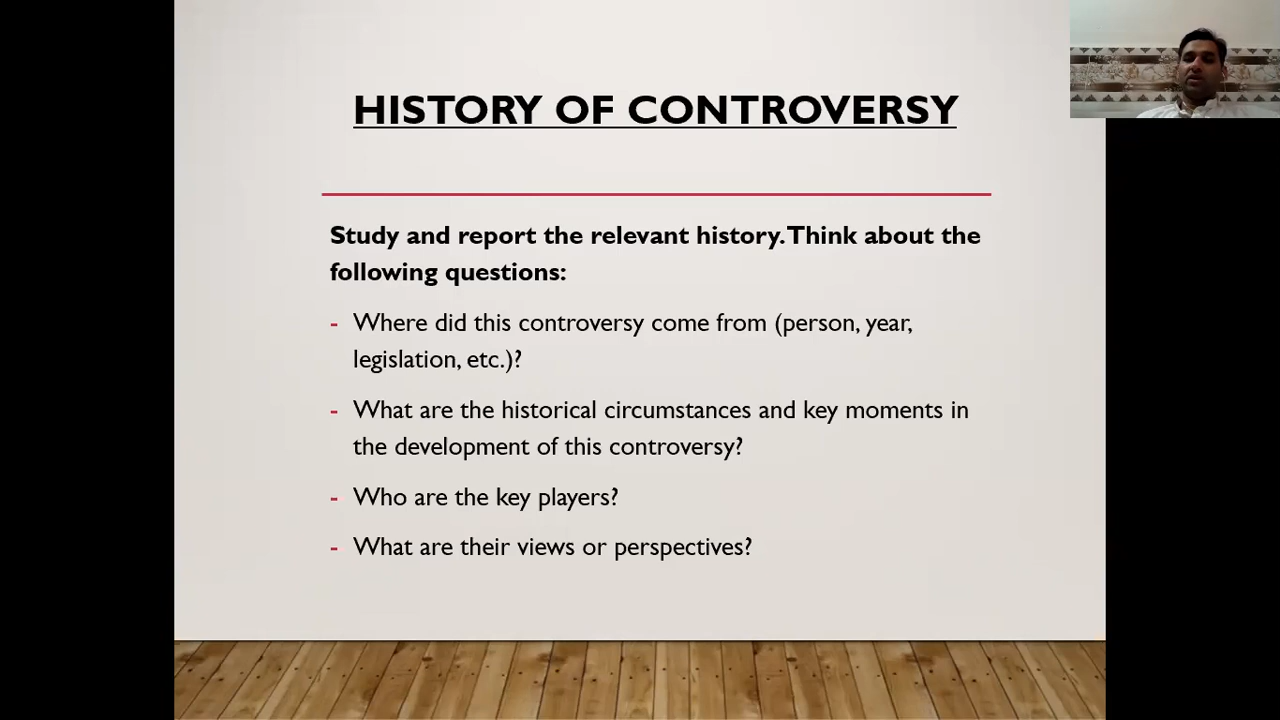 HISTORY OF CONTROVERSY
Study and report the relevant history. Think about the
following questions:
- Where did this controversy come from (person, year,
legislation, etc.)?
- What are the historical circumstances and key moments in
the development of this controversy?
- Who are the key players?
- What are their views or perspectives?